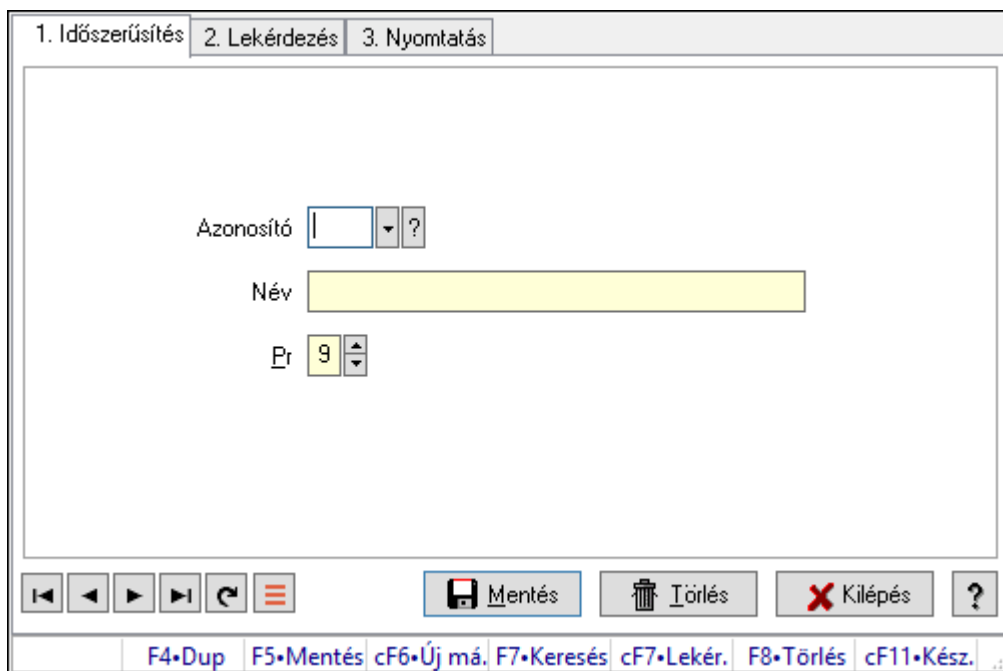 1. Időszerűsítés 2. Lekérdezés 3. Nyomtatás
Azonosító ?
Név
Pr 9
Mentés Törlés Kilépés ?
F4•Dup F5•Mentés cF6•Új má. F7•Keresés cF7•Lekér. F8•Törlés cF11•Kész.